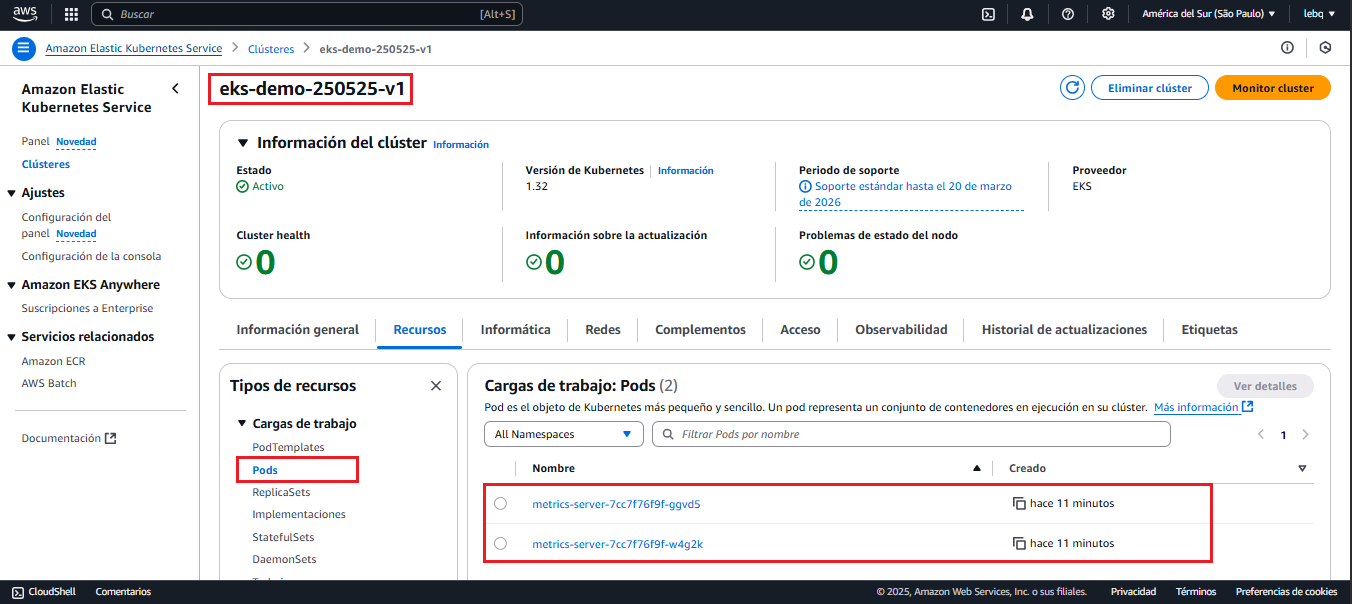 aws
Buscar [Alt+S] América del Sur (São Paulo) ▼ lebq ▼
Amazon Elastic Kubernetes Service > Clústeres > eks-demo-250525-v1
Amazon Elastic
Kubernetes Service
Panel Novedad
Clústeres
Ajustes
Configuración del
panel Novedad
Configuración de la consola
Amazon EKS Anywhere
Suscripciones a Enterprise
Servicios relacionados
Amazon ECR
AWS Batch
Documentación
eks-demo-250525-v1
Eliminar clúster Monitor cluster
Información del clúster Información
Estado
Activo
Versión de Kubernetes Información
1.32
Periodo de soporte
Soporte estándar hasta el 20 de marzo
de 2026
Proveedor
EKS
Cluster health
0
Información sobre la actualización
0
Problemas de estado del nodo
0
Información general Recursos Informática Redes Complementos Acceso Observabilidad Historial de actualizaciones Etiquetas
Tipos de recursos
Cargas de trabajo
PodTemplates
Pods
ReplicaSets
Implementaciones
StatefulSets
DaemonSets
Cargas de trabajo: Pods (2) Ver detalles
Pod es el objeto de Kubernetes más pequeño y sencillo. Un pod representa un conjunto de contenedores en ejecución en su clúster. Más información
All Namespaces Filtrar Pods por nombre < 1 >
Nombre Creado
metrics-server-7cc7f76f9f-ggvd5 hace 11 minutos
metrics-server-7cc7f76f9f-w4g2k hace 11 minutos
CloudShell Comentarios © 2025, Amazon Web Services, Inc. o sus filiales. Privacidad Términos Preferencias de cookies